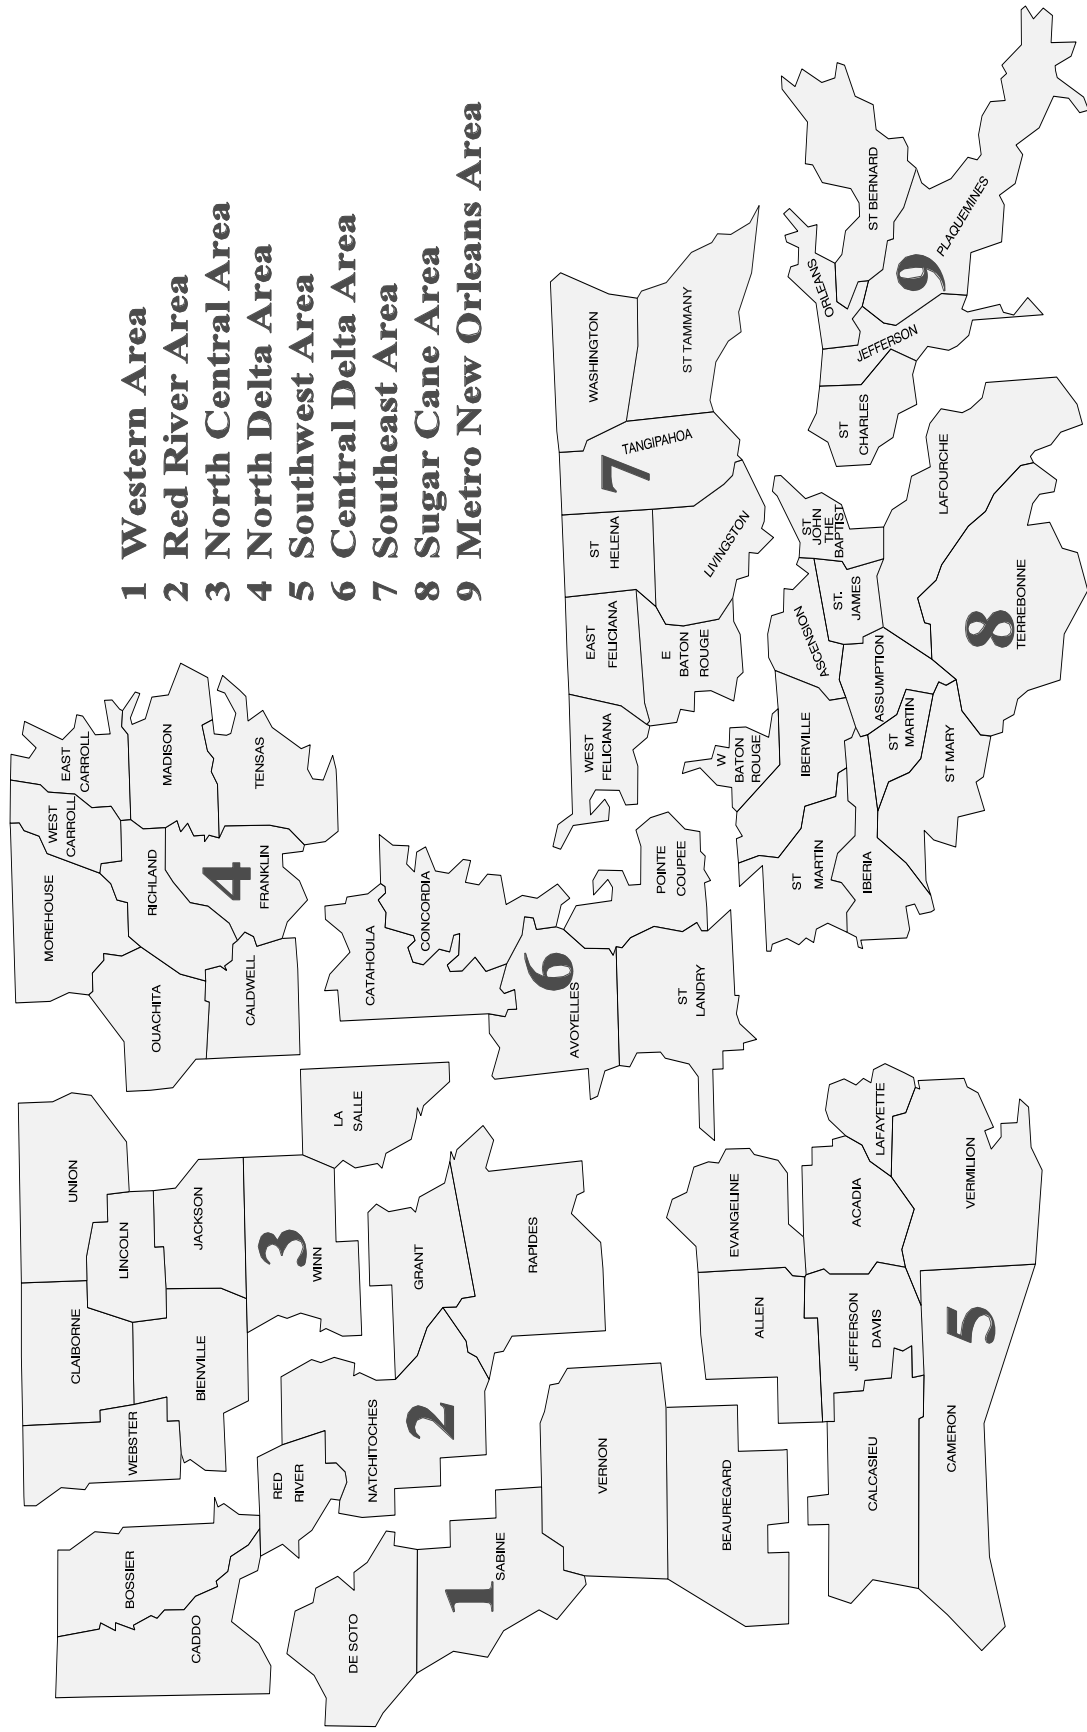 1 Western Area
2 Red River Area
3 North Central Area
4 North Delta Area
5 Southwest Area
6 Central Delta Area
7 Southeast Area
8 Sugar Cane Area
9 Metro New Orleans Area
CADDO
BOSSIER
WEBSTER
CLAIBORNE
UNION
LINCOLN
BIENVILLE
JACKSON
WINN
3
LA
SALLE
RED
RIVER
NATCHITOCHES
2
GRANT
RAPIDES
DE SOTO
1
SABINE
VERNON
BEAUREGARD
MOREHOUSE
WEST
CARROLL
EAST
CARROLL
OUACHITA
RICHLAND
MADISON
CALDWELL
4
FRANKLIN
TENSAS
CATAHOULA
CONCORDIA
6
AVOYELLES
ST
LANDRY
POINTE
COUPEE
EVANGELINE
ALLEN
ACADIA
LAFAYETTE
JEFFERSON
DAVIS
CALCASIEU
CAMERON
5
VERMILION
WEST
FELICIANA
EAST
FELICIANA
ST
HELENA
7
TANGIPAHOA
WASHINGTON
ST TAMMANY
E
BATON
ROUGE
LIVINGSTON
W
BATON
ROUGE
IBERVILLE
ASCENSION
ST
JOHN
THE
BAPTIST
ST.
JAMES
ST
MARTIN
IBERIA
ASSUMPTION
ST
MARTIN
ST MARY
LAFOURCHE
8
TERREBONNE
ST
CHARLES
JEFFERSON
ORLEANS
ST BERNARD
9
PLAQUEMINES